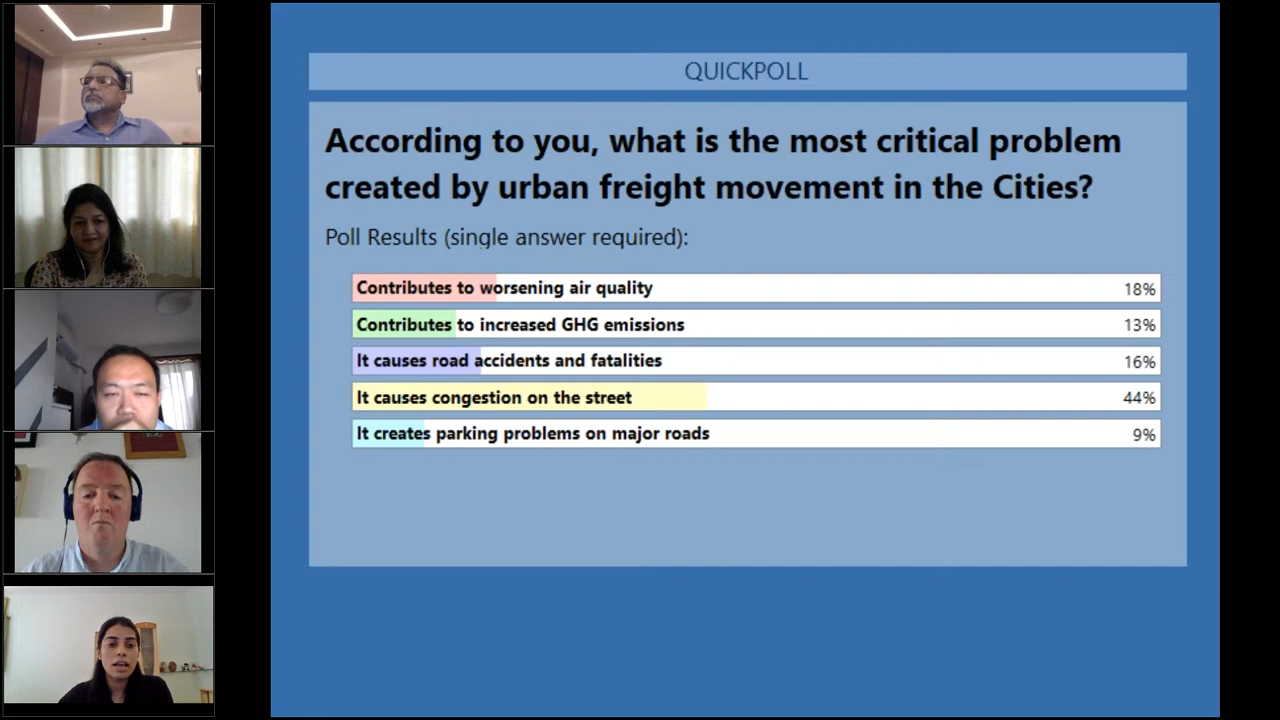 QUICKPOLL
According to you, what is the most critical problem
created by urban freight movement in the Cities?
Poll Results (single answer required):
Contributes to worsening air quality 18%
Contributes to increased GHG emissions 13%
It causes road accidents and fatalities 16%
It causes congestion on the street 44%
It creates parking problems on major roads 9%